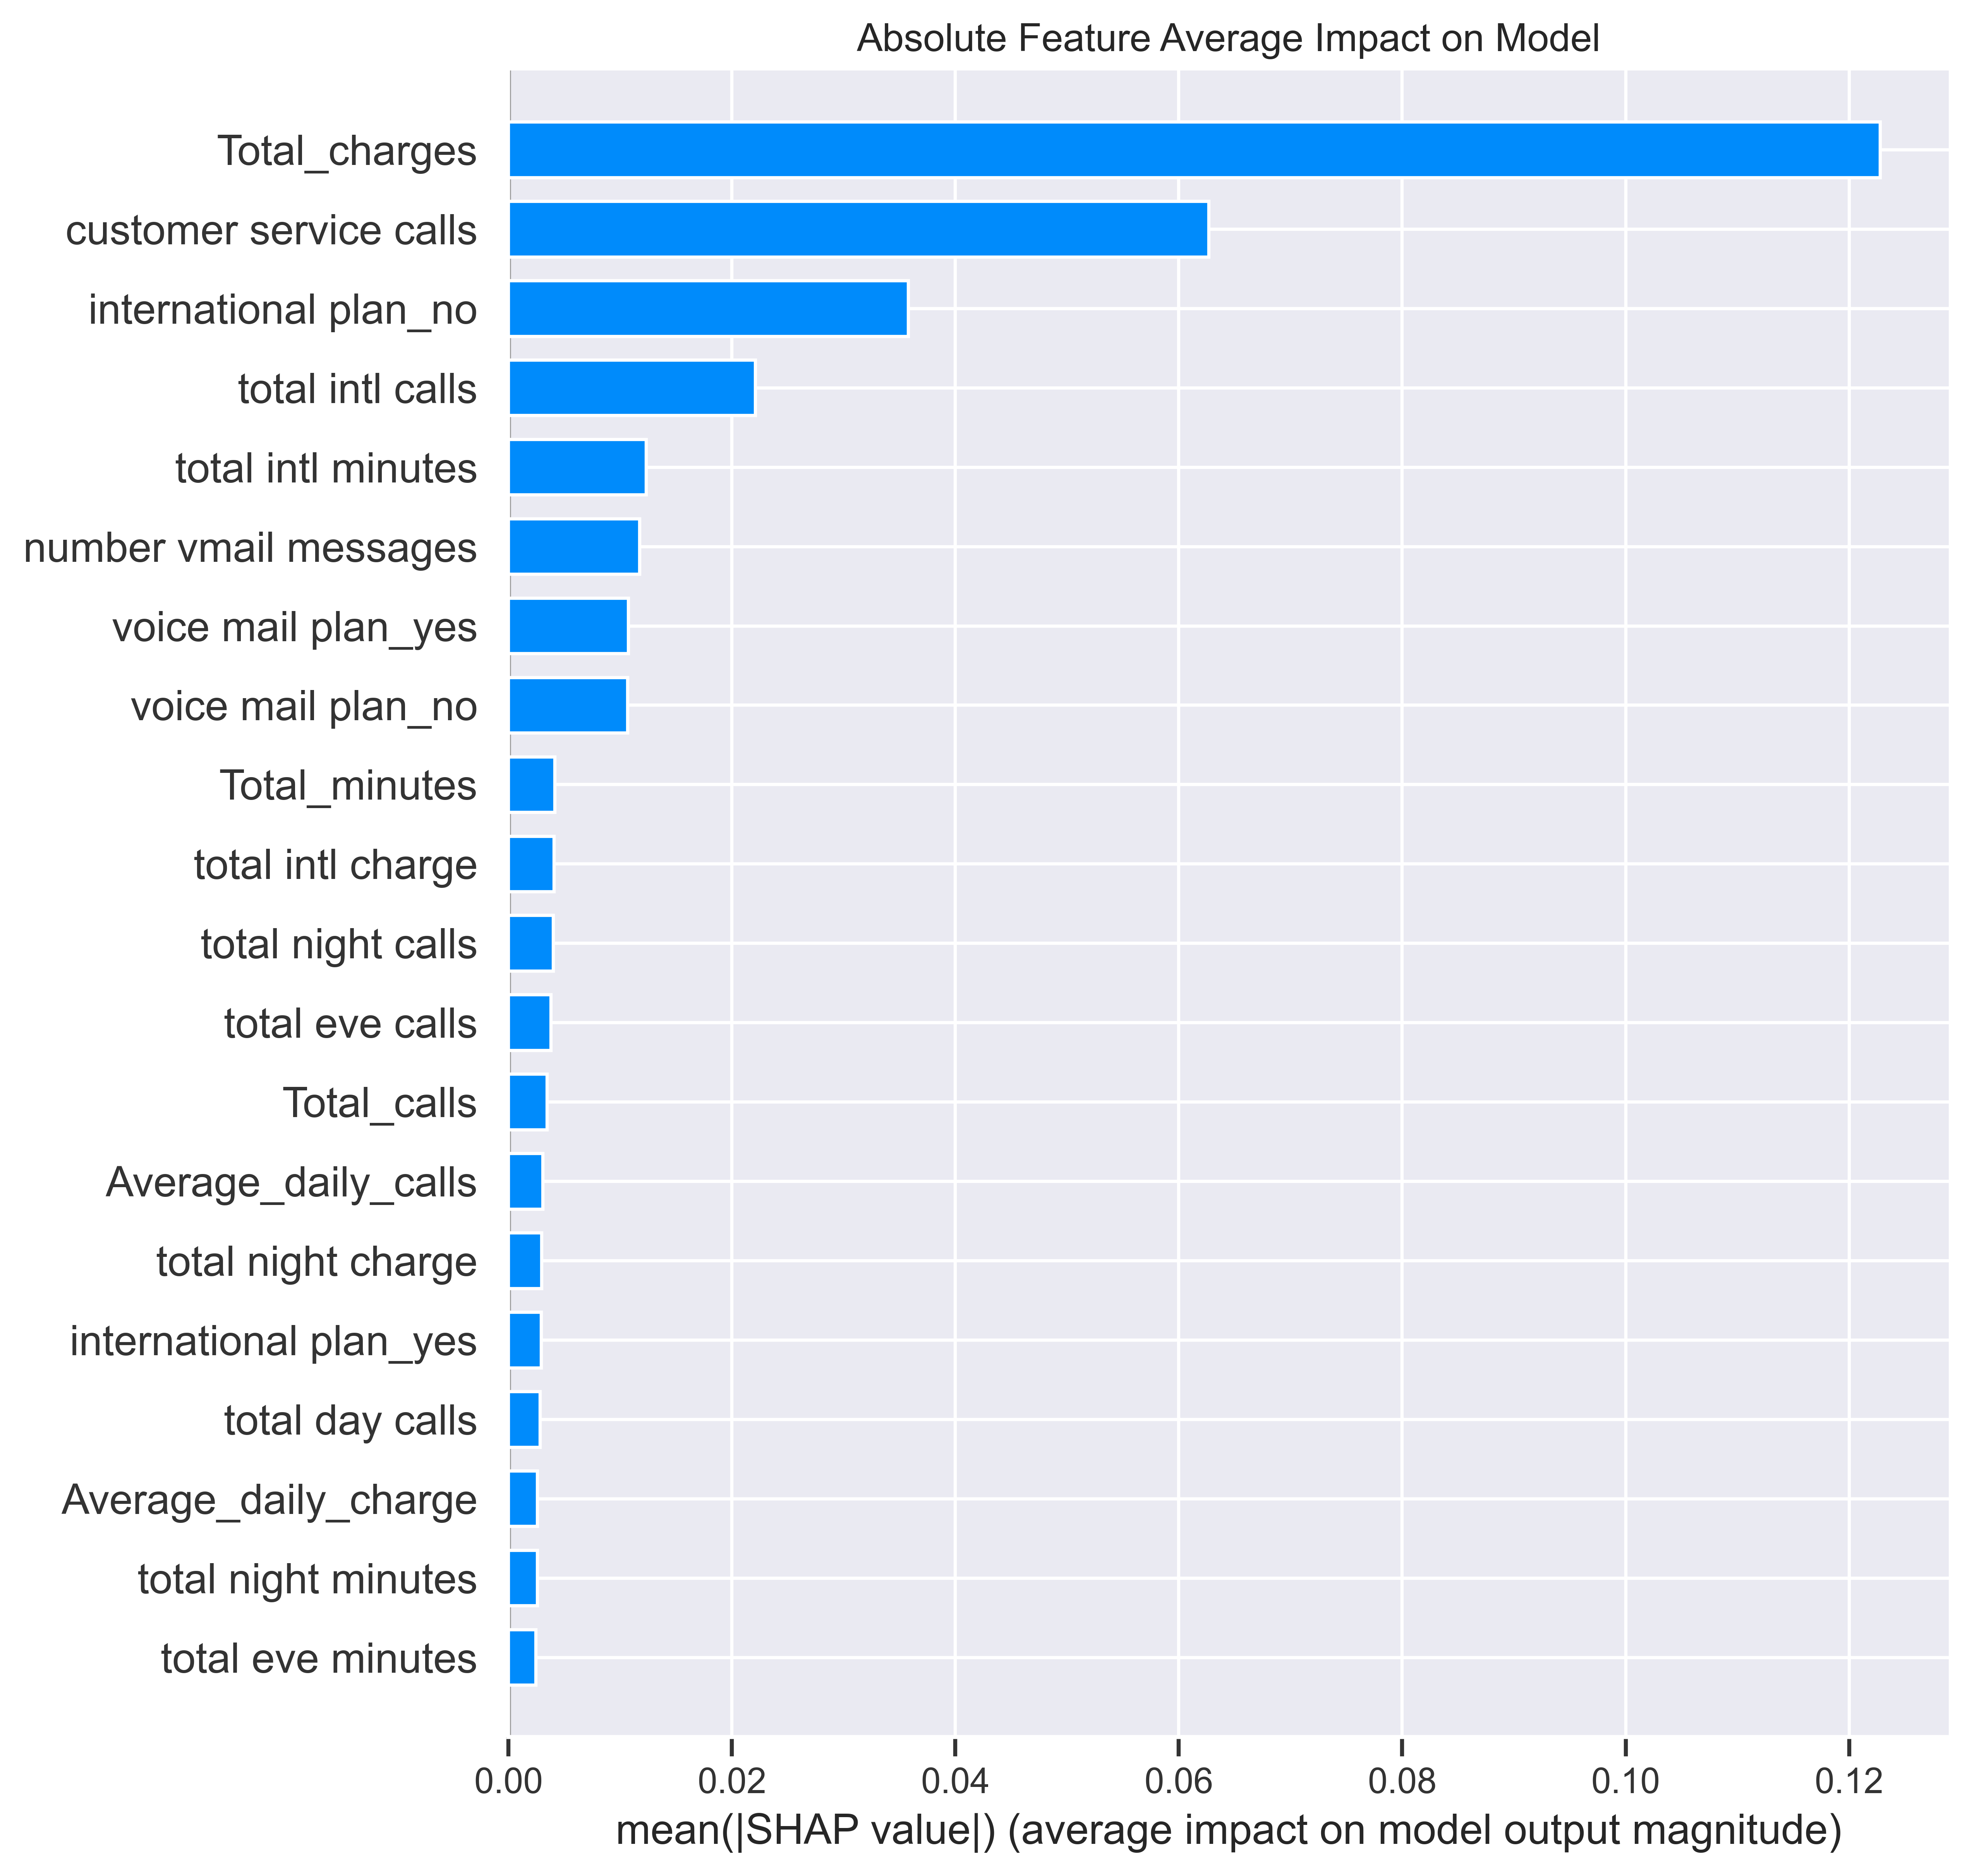 Absolute Feature Average Impact on Model
Total_charges
customer service calls
international plan_no
total intl calls
total intl minutes
number vmail messages
voice mail plan_yes
voice mail plan_no
Total_minutes
total intl charge
total night calls
total eve calls
Total_calls
Average_daily_calls
total night charge
international plan_yes
total day calls
Average_daily_charge
total night minutes
total eve minutes
0.00 0.02 0.04 0.06 0.08 0.10 0.12
mean(|SHAP value|) (average impact on model output magnitude)